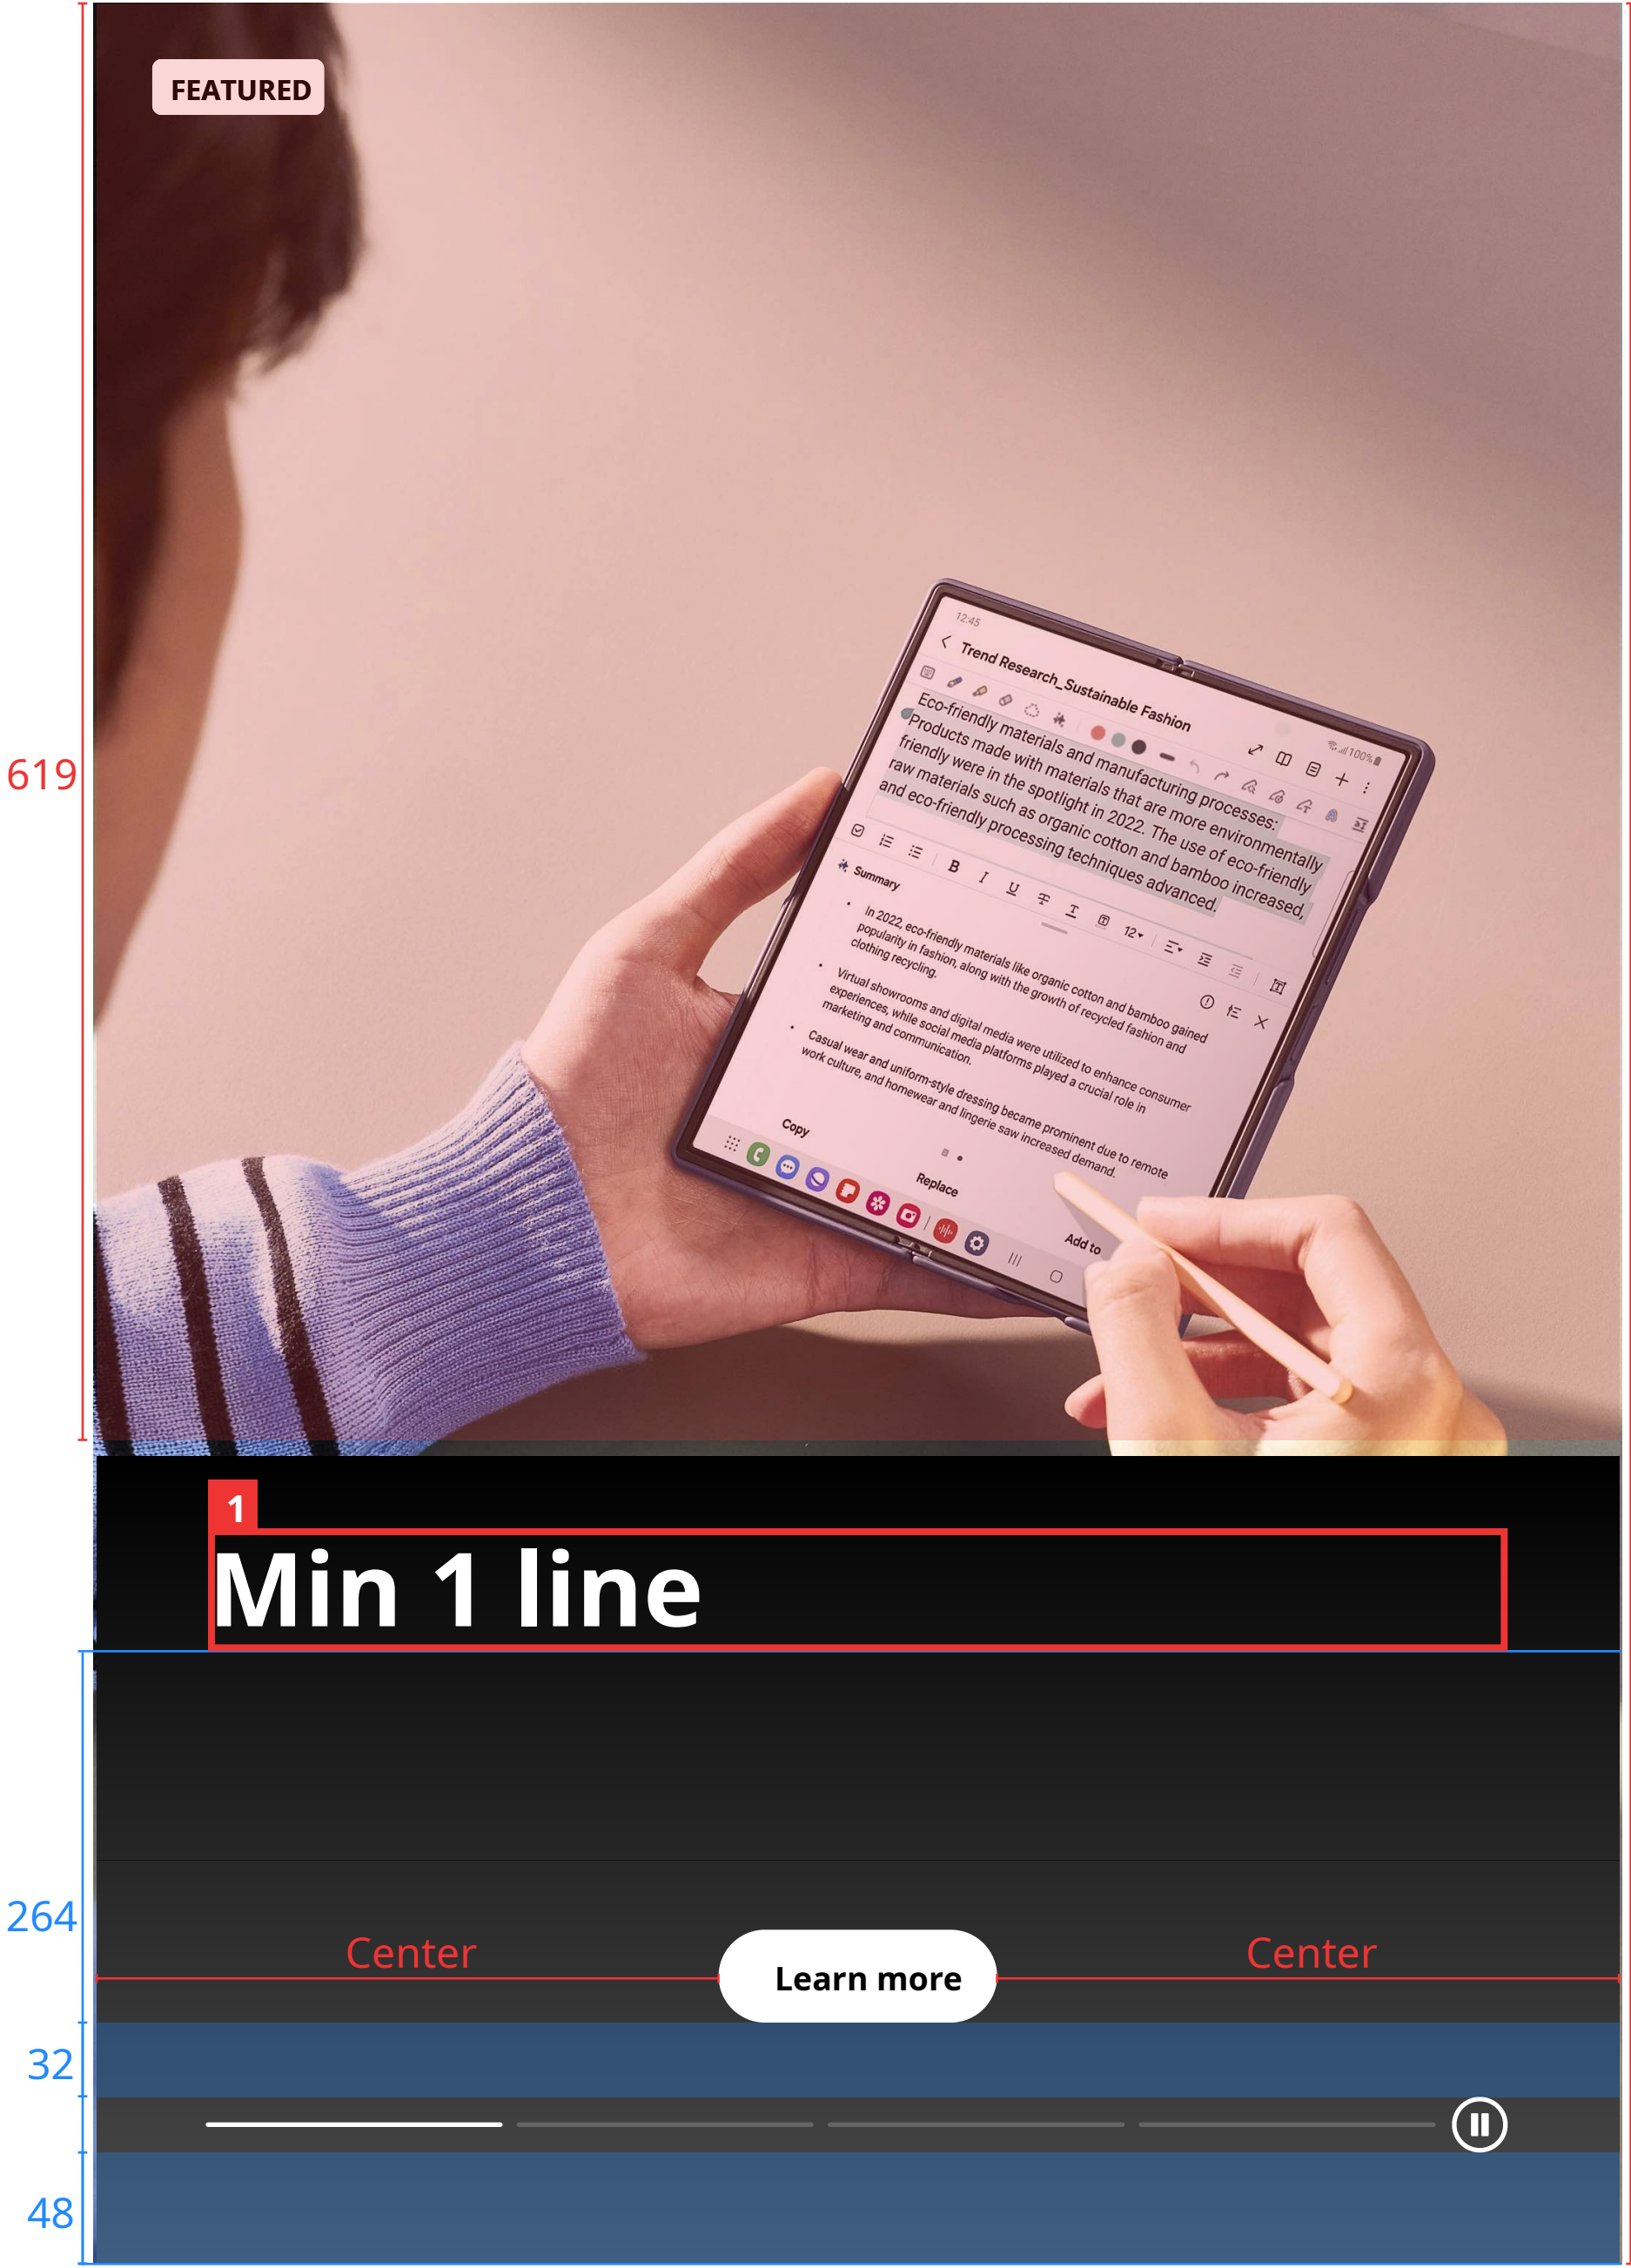 FEATURED
619
12:45
Trend Research_Sustainable Fashion
100%
Eco-friendly materials and manufacturing processes:
Products made with materials that are more environmentally
friendly were in the spotlight in 2022. The use of eco-friendly
raw materials such as organic cotton and bamboo increased,
and eco-friendly processing techniques advanced.
B I U T T 12
Summary
In 2022, eco-friendly materials like organic cotton and bamboo gained
popularity in fashion, along with the growth of recycled fashion and
clothing recycling.
Virtual showrooms and digital media were utilized to enhance consumer
experiences, while social media platforms played a crucial role in
marketing and communication.
Casual wear and uniform-style dressing became prominent due to remote
work culture, and homewear and lingerie saw increased demand.
Copy
Replace
Add to
1
Min 1 line
264
Center
Learn more
Center
32
48